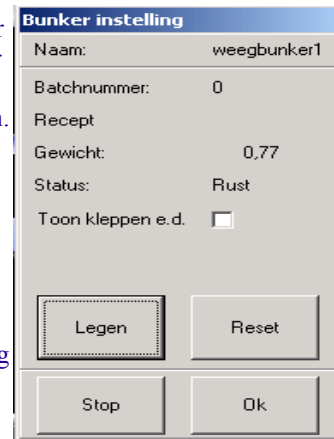 Bunker instelling
Naam: weegbunker1
Batchnummer: 0
Recept
Gewicht: 0,77
Status: Rust
Toon kleppen e.d.
Legen Reset
Stop Ok